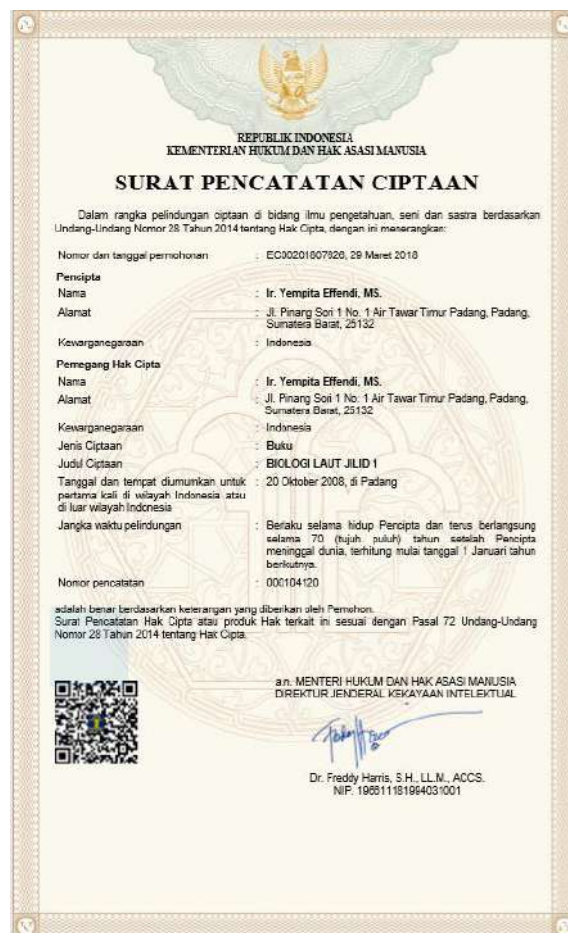 REPUBLIK INDONESIA
KEMENTERIAN HUKUM DAN HAK ASASI MANUSIA
SURAT PENCATATAN CIPTAAN
Dalam rangka pelindungan ciptaan di bidang ilmu pengetahuan, seni dan sastra berdasarkan
Undang-Undang Nomor 28 Tahun 2014 tentang Hak Cipta, dengan ini menerangkan:
Nomor dan tanggal permohonan : EC00201807826, 29 Maret 2018
Pencipta
Nama : Ir. Yempita Effendi, MS.
Alamat : Jl. Pinang Sori 1 No. 1 Air Tawar Timur Padang, Padang,
Sumatera Barat, 25132
Kewarganegaraan : Indonesia
Pemegang Hak Cipta
Nama : Ir. Yempita Effendi, MS.
Alamat : Jl. Pinang Sori 1 No. 1 Air Tawar Timur Padang, Padang,
Sumatera Barat, 25132
Kewarganegaraan : Indonesia
Jenis Ciptaan : Buku
Judul Ciptaan : BIOLOGI LAUT JILID 1
Tanggal dan tempat diumumkan untuk : 20 Oktober 2008, di Padang
pertama kali di wilayah Indonesia atau
di luar wilayah Indonesia
Jangka waktu pelindungan : Berlaku selama hidup Pencipta dan terus berlangsung
selama 70 (tujuh puluh) tahun setelah Pencipta
meninggal dunia, terhitung mulai tanggal 1 Januari tahun
berikutnya.
Nomor pencatatan : 000104120
adalah benar berdasarkan keterangan yang diberikan oleh Pemohon.
Surat Pencatatan Hak Cipta atau produk Hak terkait ini sesuai dengan Pasal 72 Undang-Undang
Nomor 28 Tahun 2014 tentang Hak Cipta.
a.n. MENTERI HUKUM DAN HAK ASASI MANUSIA
DIREKTUR JENDERAL KEKAYAAN INTELEKTUAL
Dr. Freddy Harris, S.H., LL.M., ACCS.
NIP. 196611181994031001